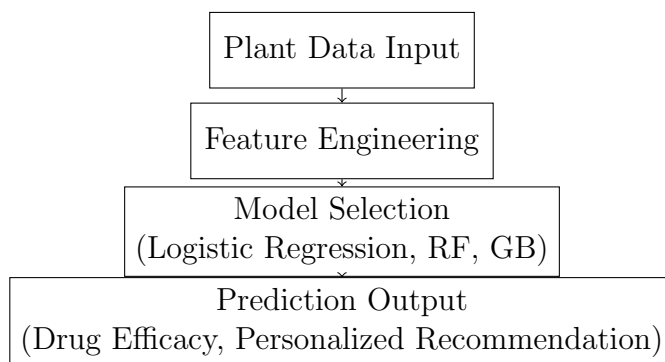 Plant Data Input
Feature Engineering
Model Selection
(Logistic Regression, RF, GB)
Prediction Output
(Drug Efficacy, Personalized Recommendation)